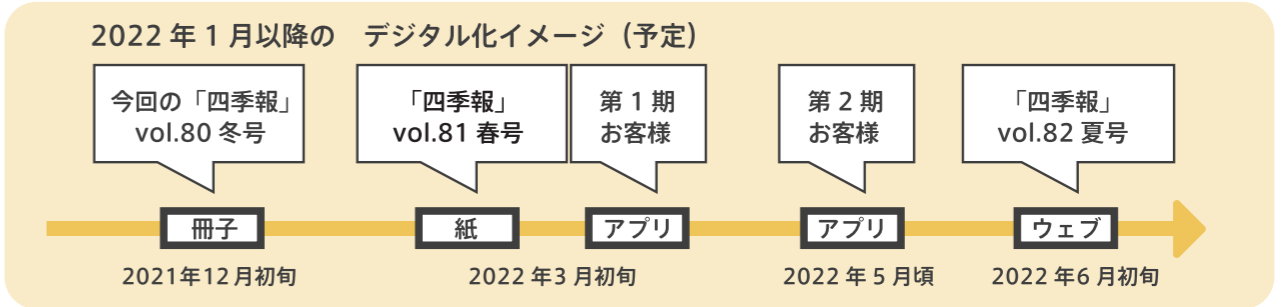 2022 年 1 月以降の　デジタル化イメージ（予定）
今回の「四季報」
vol.80 冬号
「四季報」
vol.81 春号
第 1 期
お客様
第 2 期
お客様
「四季報」
vol.82 夏号
冊子
紙
アプリ
アプリ
ウェブ
2021年12 月初旬
2022 年3 月初旬
2022 年 5 月頃
2022 年6 月初旬